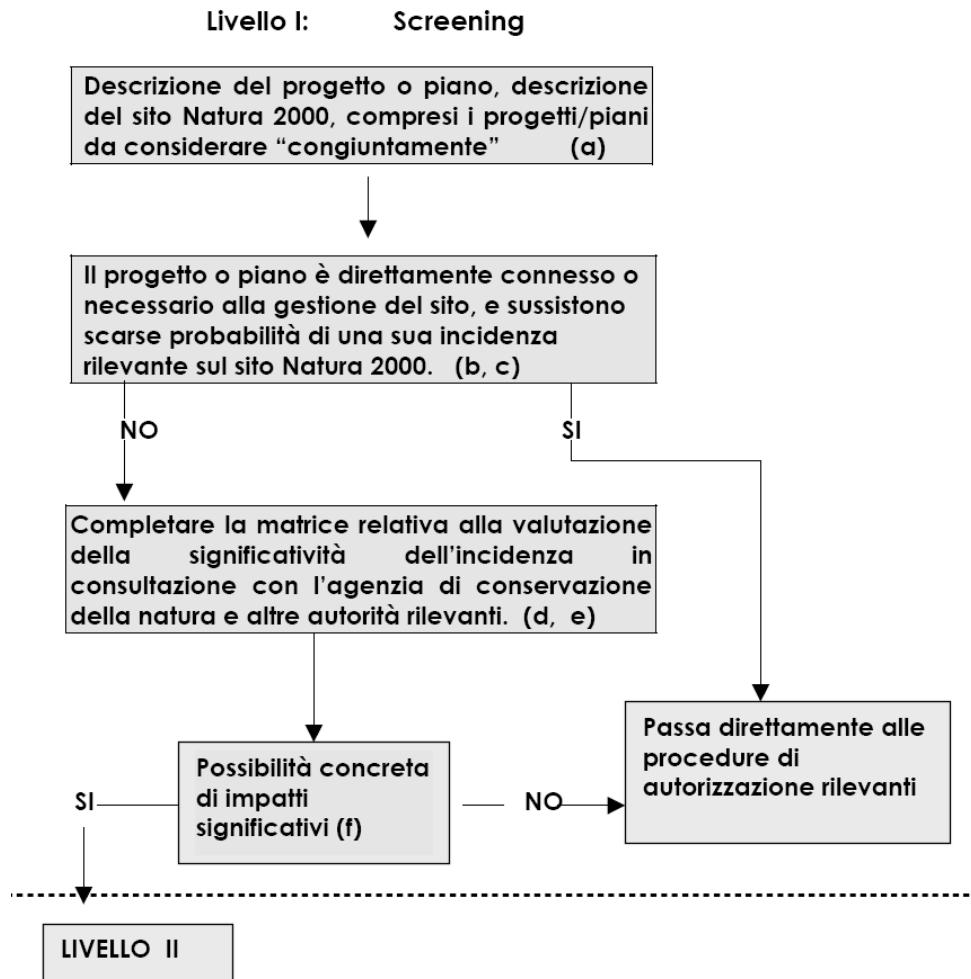 Livello I: Screening
Descrizione del progetto o piano, descrizione
del sito Natura 2000, compresi i progetti/piani
da considerare “congiuntamente” (a)
Il progetto o piano è direttamente connesso o
necessario alla gestione del sito, e sussistono
scarse probabilità di una sua incidenza
rilevante sul sito Natura 2000. (b, c)
NO
SI
Completare la matrice relativa alla valutazione
della significatività dell’incidenza in
consultazione con l’agenzia di conservazione
della natura e altre autorità rilevanti. (d, e)
Passa direttamente alle
procedure di
autorizzazione rilevanti
Possibilità concreta
di impatti
significativi (f)
SI
NO
LIVELLO II